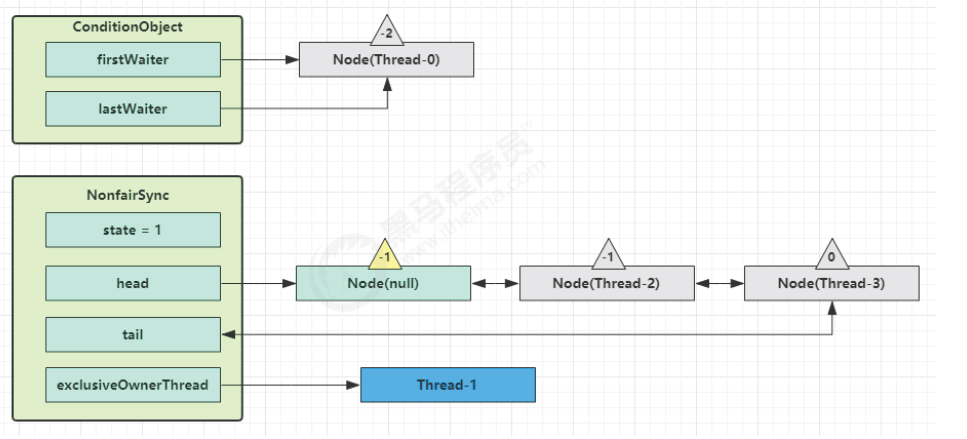 ConditionObject
-2
firstWaiter
Node(Thread-0)
lastWaiter
NonfairSync
state = 1
-1
-1
0
head
Node(null)
Node(Thread-2)
Node(Thread-3)
tail
exclusiveOwnerThread
Thread-1
黑马程序员
www.itheima.com